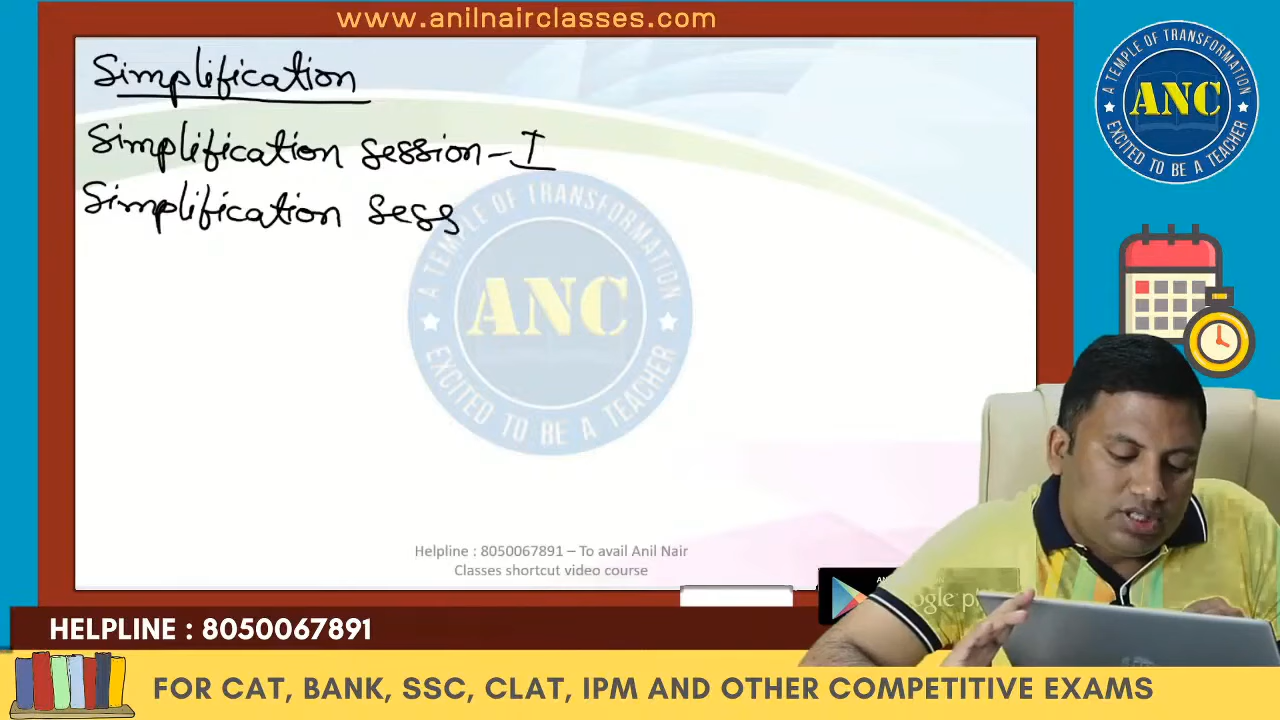 www.anilnairclasses.com
Simplification
Simplification session - I
Simplification sess
A TEMPLE OF TRANSFORMATION
ANC
EXCITED TO BE A TEACHER
A TEMPLE OF TRANSFORMATION
ANC
EXCITED TO BE A TEACHER
Helpline : 8050067891 – To avail Anil Nair
Classes shortcut video course
HELPLINE : 8050067891
FOR CAT, BANK, SSC, CLAT, IPM AND OTHER COMPETITIVE EXAMS